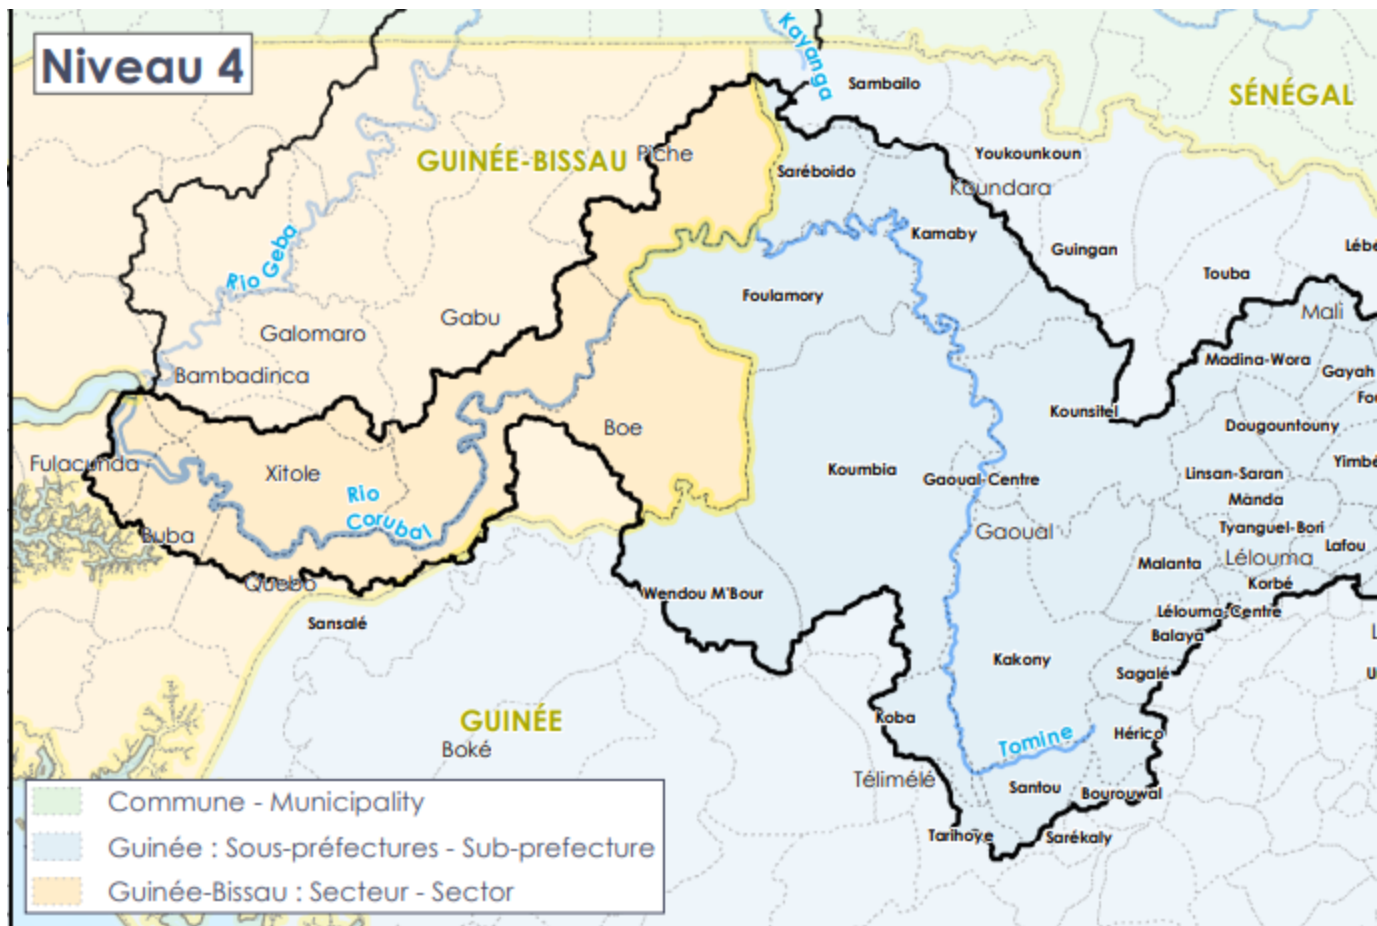 Niveau 4
Kayanga
Sambailo
SÉNÉGAL
GUINÉE-BISSAU
Piche
Youkounkoun
Saréboido
Koundara
Kamaby
Guingan
Rio Geba
Touba
Foulamory
Galomaro
Gabu
Mali
Bambadinca
Madina-Wora
Gayah
Kounsitel
Boe
Dougountouny
Fulacunda
Xitole
Koumbia
Gaoual-Centre
Linsan-Saran
Manda
Rio
Corubal
Buba
Gaoual
Tyanguel-Bori
Lafou
Lélouma
Quebo
Malanta
Korbé
Wendou M'Bour
Lélouma-Centre
Sansalé
Balaya
Kakony
Sagalé
GUINÉE
Boké
Koba
Tomine
Hérico
Télimélé
Santou
Bourouwal
Tarihoye
Sarékaly
Commune - Municipality
Guinée : Sous-préfectures - Sub-prefecture
Guinée-Bissau : Secteur - Sector